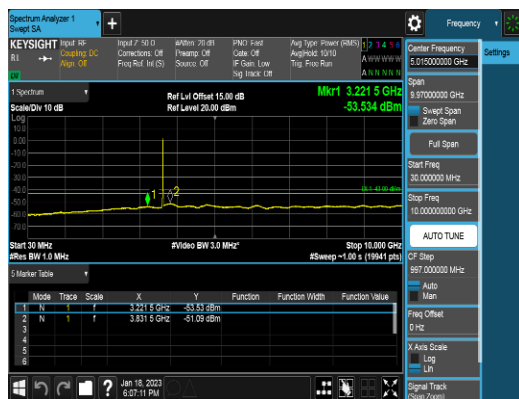 Spectrum Analyzer 1
Swept SA
+
Frequency
KEYSIGHT
Input: RF
Coupling: DC
Align: Off
Input Z: 50 Ω
Corrections: Off
Freq Ref: Int (S)
#Atten: 20 dB
Preamp: Off
Source: Off
PNO: Fast
Gate: Off
IF Gain: Low
Sig Track: Off
Avg Type: Power (RMS)
Avg|Hold: 10/10
Trig: Free Run
1 2 3 4 5 6
A W W W W W
A N N N N N
1 Spectrum
Scale/Div 10 dB
Ref Lvl Offset 15.00 dB
Ref Level 20.00 dBm
Mkr1 3.221 5 GHz
-53.534 dBm
Log
10.0
0.00
-10.0
-20.0
-30.0
-40.0
-50.0
-60.0
-70.0
1
2
DL1 -43.00 dBm
Start 30 MHz
#Res BW 1.0 MHz
#Video BW 3.0 MHz*
Stop 10.000 GHz
#Sweep ~1.00 s (19941 pts)
5 Marker Table
Mode Trace Scale X Y Function Function Width Function Value
1 N 1 f 3.221 5 GHz -53.53 dBm
2 N 1 f 3.831 5 GHz -51.09 dBm
3
4
5
6
Jan 18, 2023
6:07:11 PM
Center Frequency
5.015000000 GHz
Settings
Span
9.97000000 GHz
Swept Span
Zero Span
Full Span
Start Freq
30.000000 MHz
Stop Freq
10.000000000 GHz
AUTO TUNE
CF Step
997.000000 MHz
Auto
Man
Freq Offset
0 Hz
X Axis Scale
Log
Lin
Signal Track
(Span Zoom)